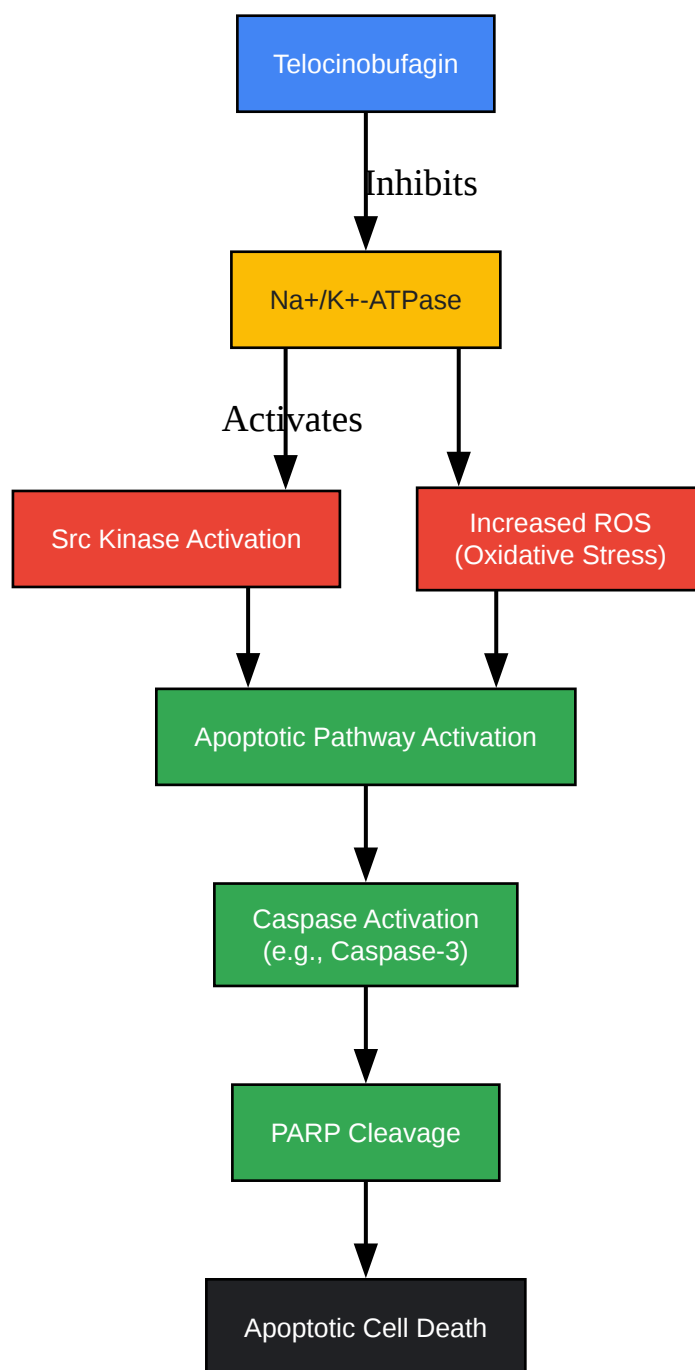 Telocinobufagin
Inhibits
Na+/K+-ATPase
Activates
Src Kinase Activation
Increased ROS
(Oxidative Stress)
Apoptotic Pathway Activation
Caspase Activation
(e.g., Caspase-3)
PARP Cleavage
Apoptotic Cell Death